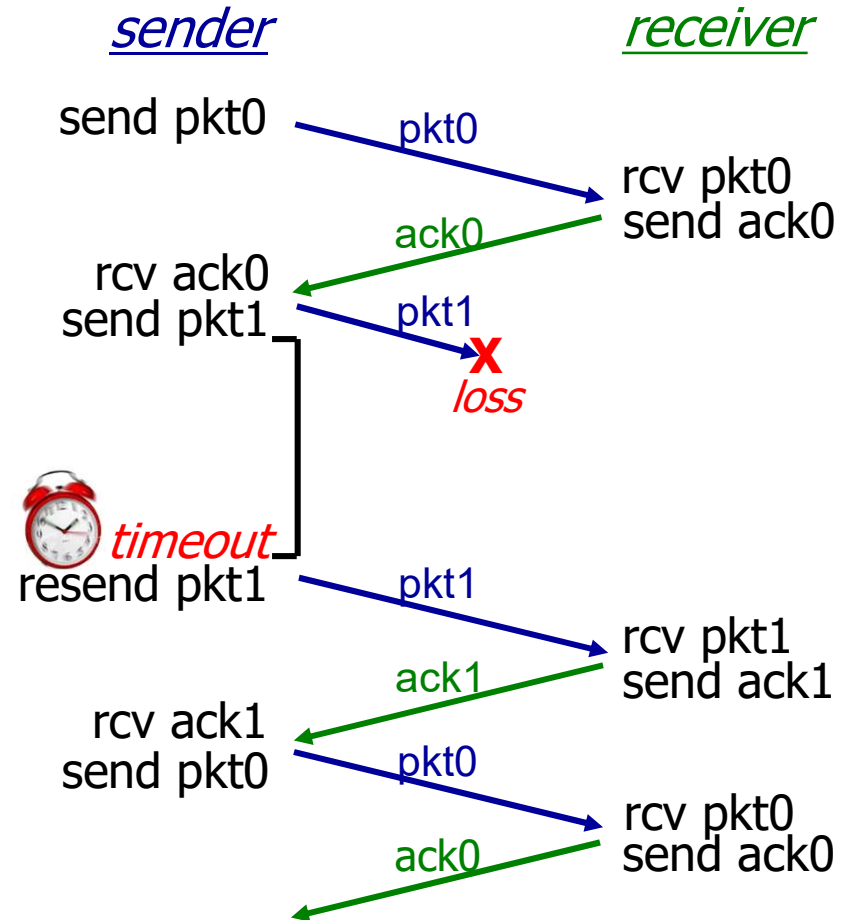 sender
receiver
send pkt0
pkt0
rcv pkt0
send ack0
ack0
rcv ack0
send pkt1
pkt1
X
loss
timeout
resend pkt1
pkt1
rcv pkt1
send ack1
ack1
rcv ack1
send pkt0
pkt0
rcv pkt0
send ack0
ack0